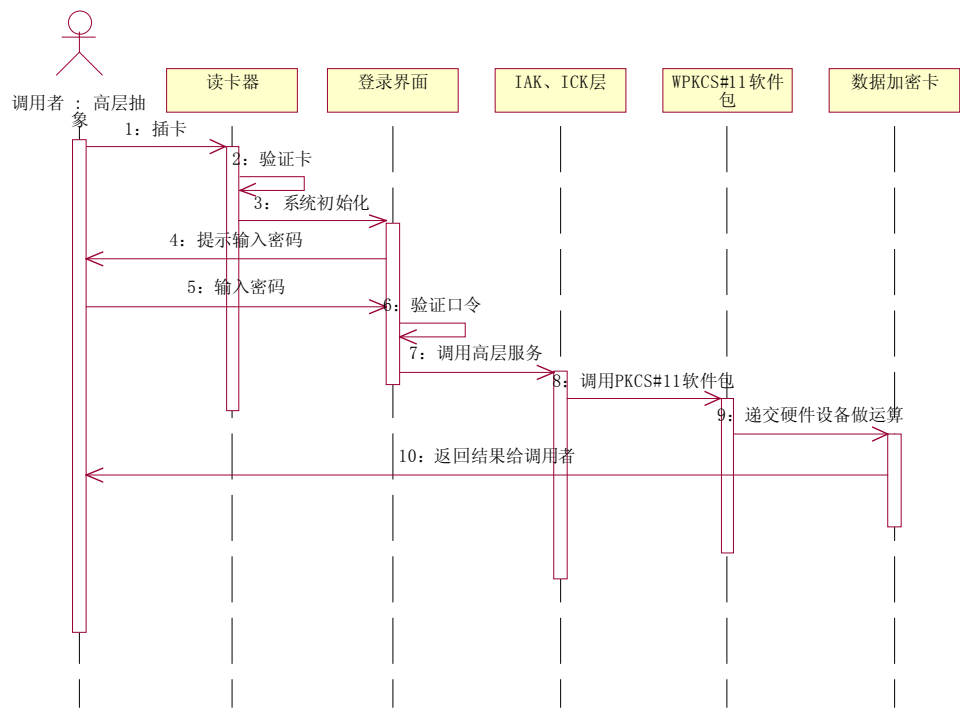 读卡器
登录界面
IAK、ICK层
WPKCS#11软件
包
数据加密卡
调用者 : 高层抽
象
1: 插卡
2: 验证卡
3: 系统初始化
4: 提示输入密码
5: 输入密码
6: 验证口令
7: 调用高层服务
8: 调用PKCS#11软件包
9: 递交硬件设备做运算
10: 返回结果给调用者